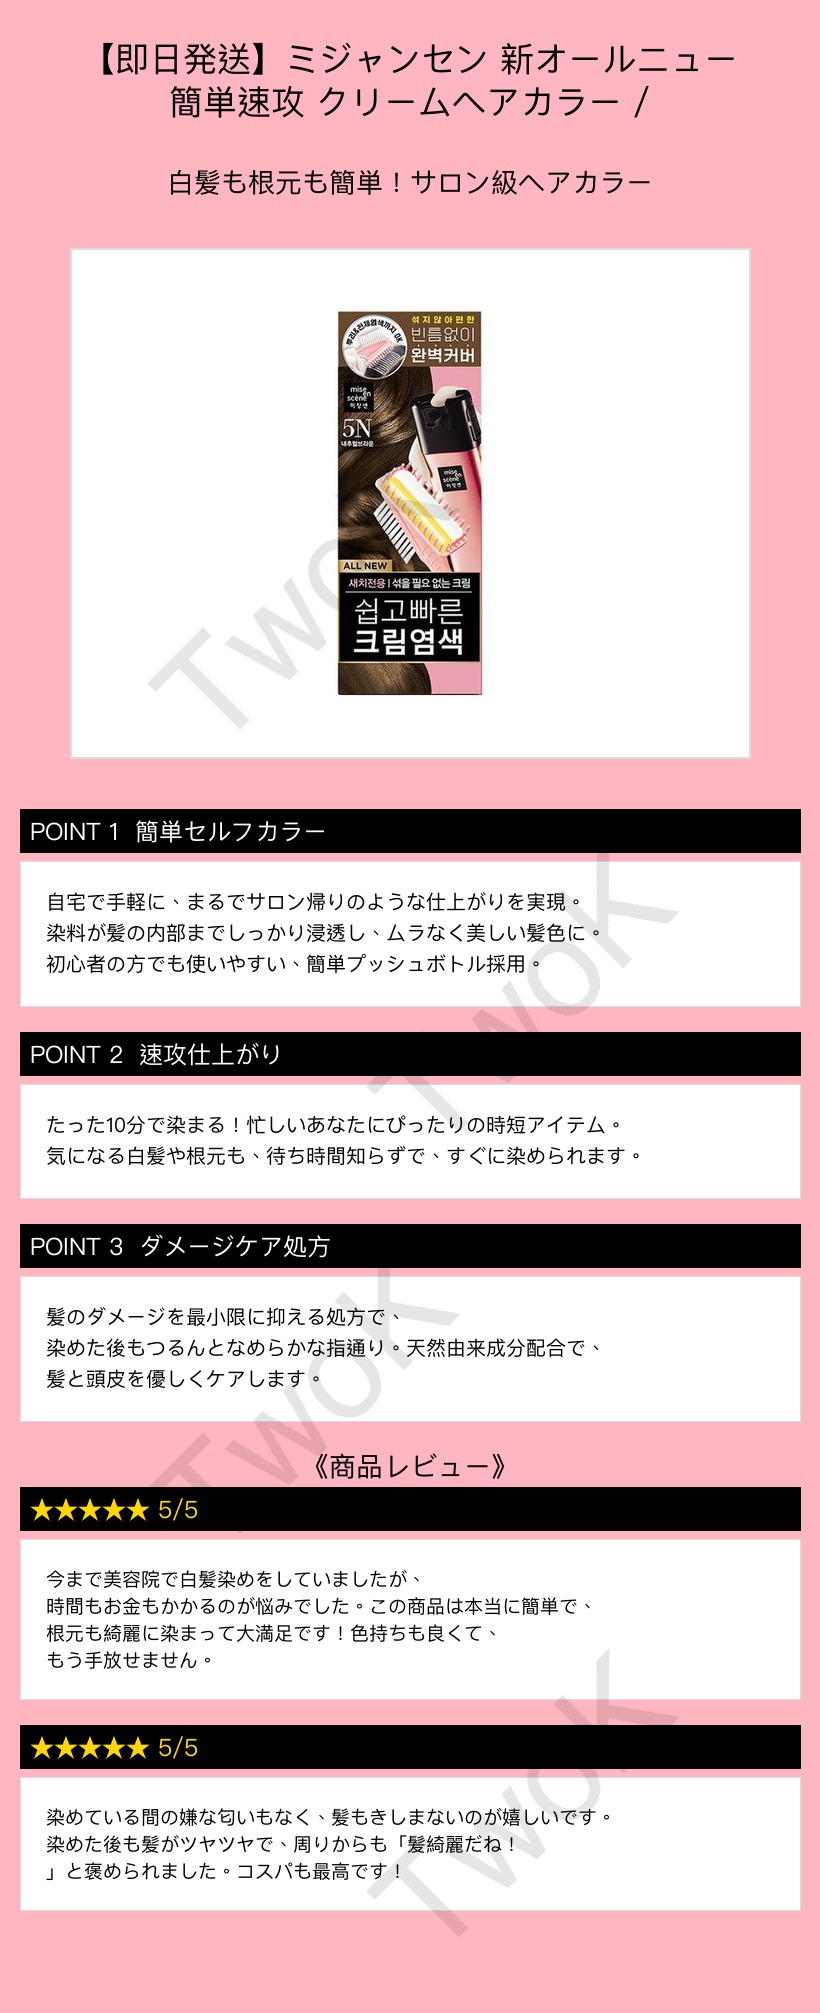 【即日発送】ミジャンセン 新オールニュー
簡単速攻 クリームヘアカラー /
白髪も根元も簡単！サロン級ヘアカラー
뿌리&전체염색까지 OK
섞지않아편한
빈틈없이
완벽커버
mise
en
scène
미장센
5N
내추럴브라운
mise
en
scène
미장센
ALL NEW
새치전용 | 섞을 필요 없는 크림
쉽고빠른
크림염색
TwoK
POINT 1 簡単セルフカラー
自宅で手軽に、まるでサロン帰りのような仕上がりを実現。
染料が髪の内部までしっかり浸透し、ムラなく美しい髪色に。
初心者の方でも使いやすい、簡単プッシュボトル採用。
TwoK
POINT 2 速攻仕上がり
たった10分で染まる！忙しいあなたにぴったりの時短アイテム。
気になる白髪や根元も、待ち時間知らずで、すぐに染められます。
POINT 3 ダメージケア処方
髪のダメージを最小限に抑える処方で、
染めた後もつるんとなめらかな指通り。天然由来成分配合で、
髪と頭皮を優しくケアします。
TwoK
《商品レビュー》
★★★★★ 5/5
今まで美容院で白髪染めをしていましたが、
時間もお金もかかるのが悩みでした。この商品は本当に簡単で、
根元も綺麗に染まって大満足です！色持ちも良くて、
もう手放せません。
★★★★★ 5/5
染めている間の嫌な匂いもなく、髪もきしまないのが嬉しいです。
染めた後も髪がツヤツヤで、周りからも「髪綺麗だね！
」と褒められました。コスパも最高です！
TwoK